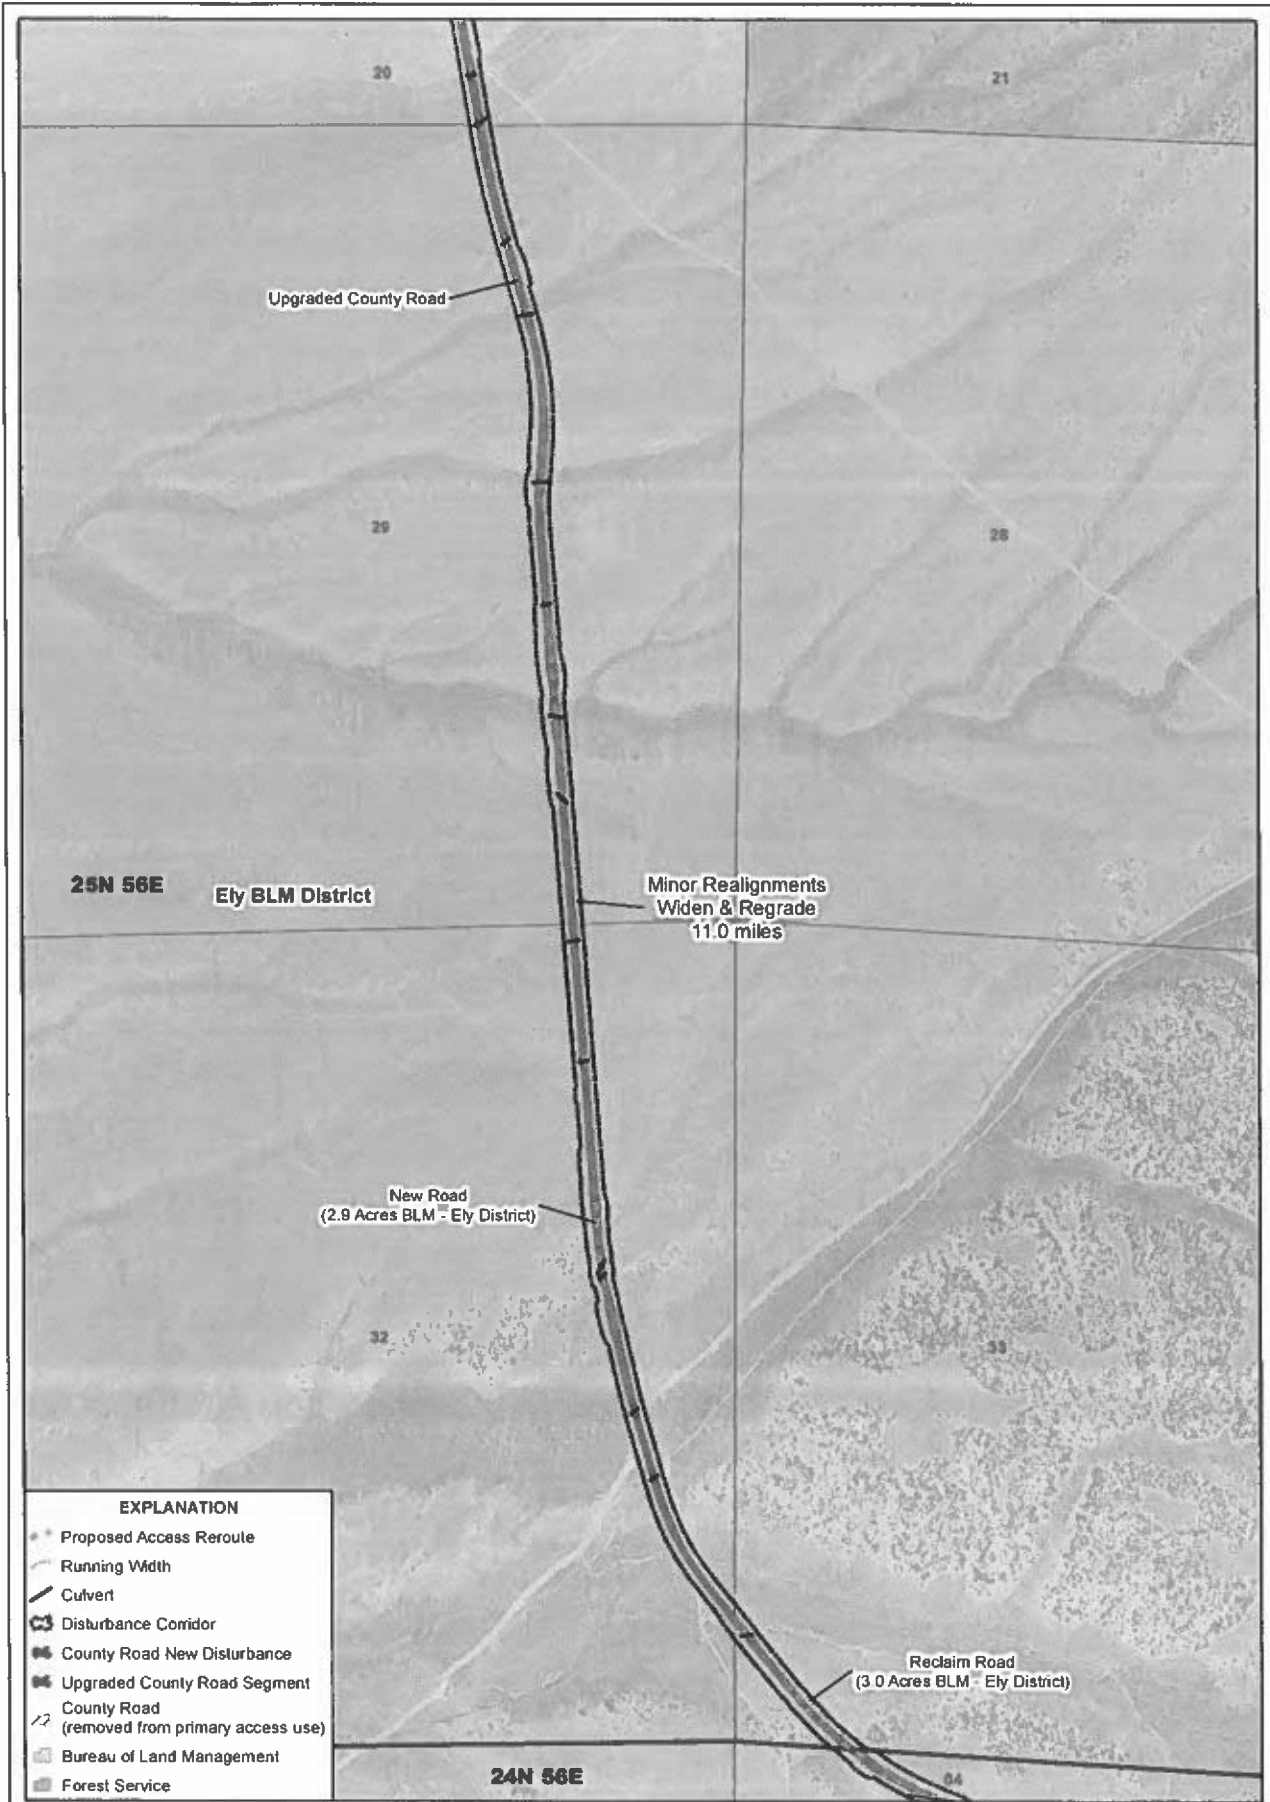 20
21
Upgraded County Road
29
28
25N 56E
Ely BLM District
Minor Realignments
Widen & Regrade
11.0 miles
New Road
(2.9 Acres BLM - Ely District)
32
33
EXPLANATION
Proposed Access Reroute
Running Width
Culvert
Disturbance Corridor
County Road New Disturbance
Upgraded County Road Segment
County Road
(removed from primary access use)
Bureau of Land Management
Forest Service
Reclaim Road
(3.0 Acres BLM - Ely District)
24N 56E
04